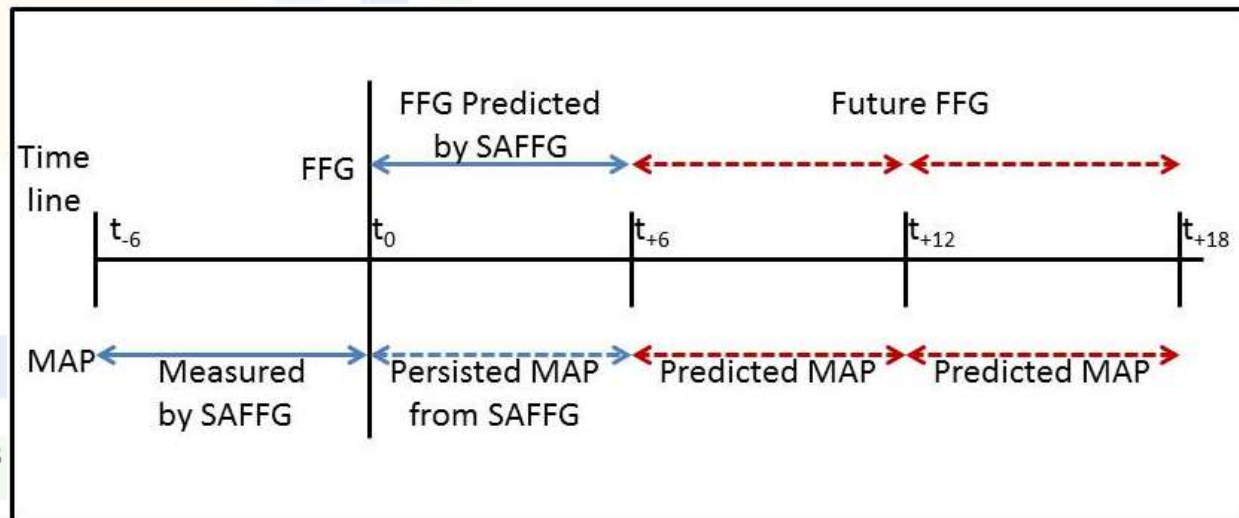 FFG Predicted
by SAFFG
Future FFG
Time
line
FFG
t-6
t0
t+6
t+12
t+18
MAP
Measured
by SAFFG
Persisted MAP
from SAFFG
Predicted MAP
Predicted MAP